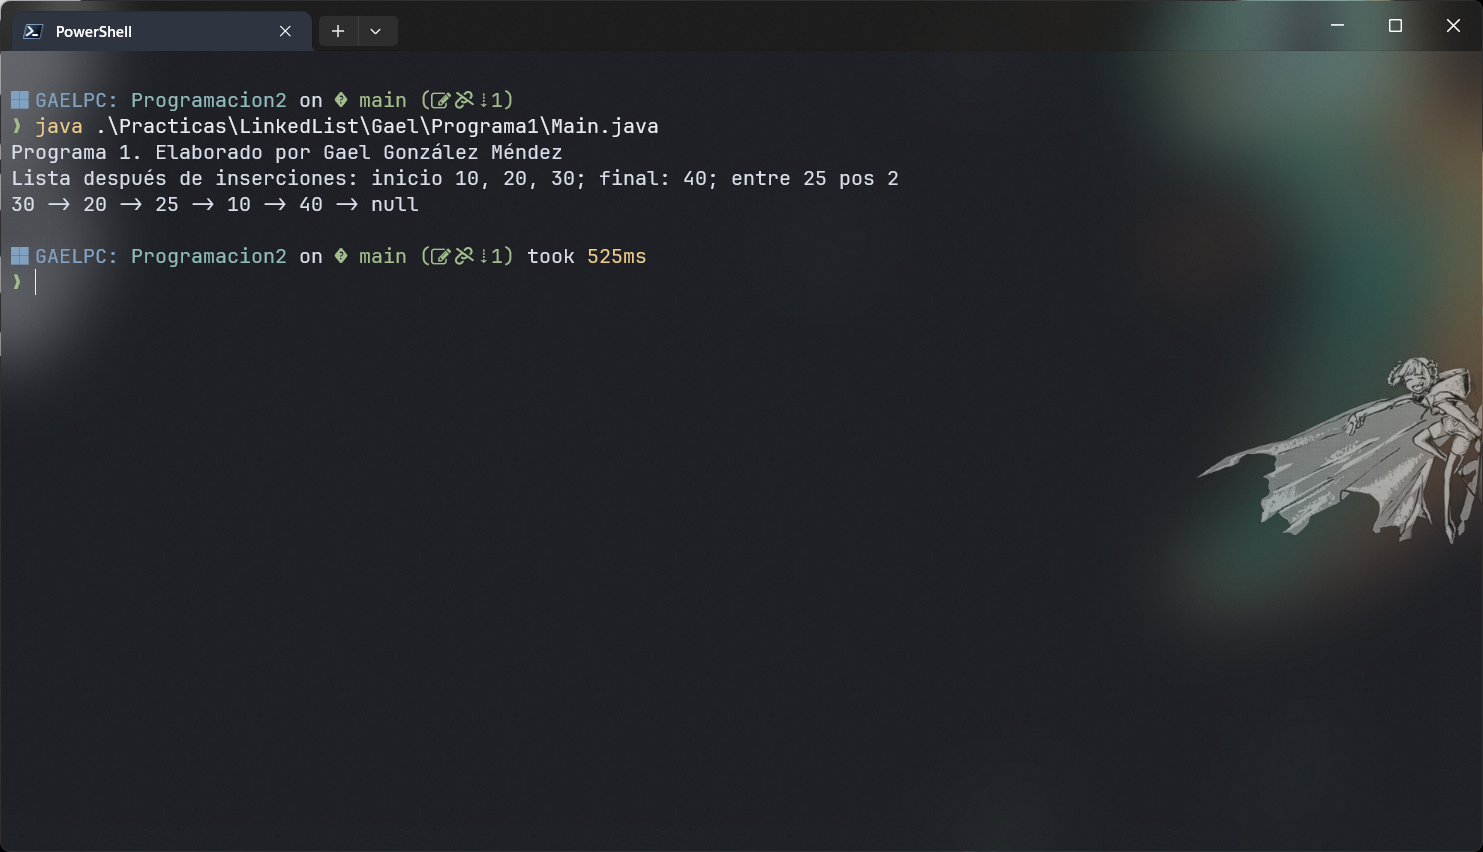 PowerShell
GAELPC: Programacion2 on main (⇣1)
❱ java .\Practicas\LinkedList\Gael\Programa1\Main.java
Programa 1. Elaborado por Gael González Méndez
Lista después de inserciones: inicio 10, 20, 30; final: 40; entre 25 pos 2
30 -> 20 -> 25 -> 10 -> 40 -> null
GAELPC: Programacion2 on main (⇣1) took 525ms
❱